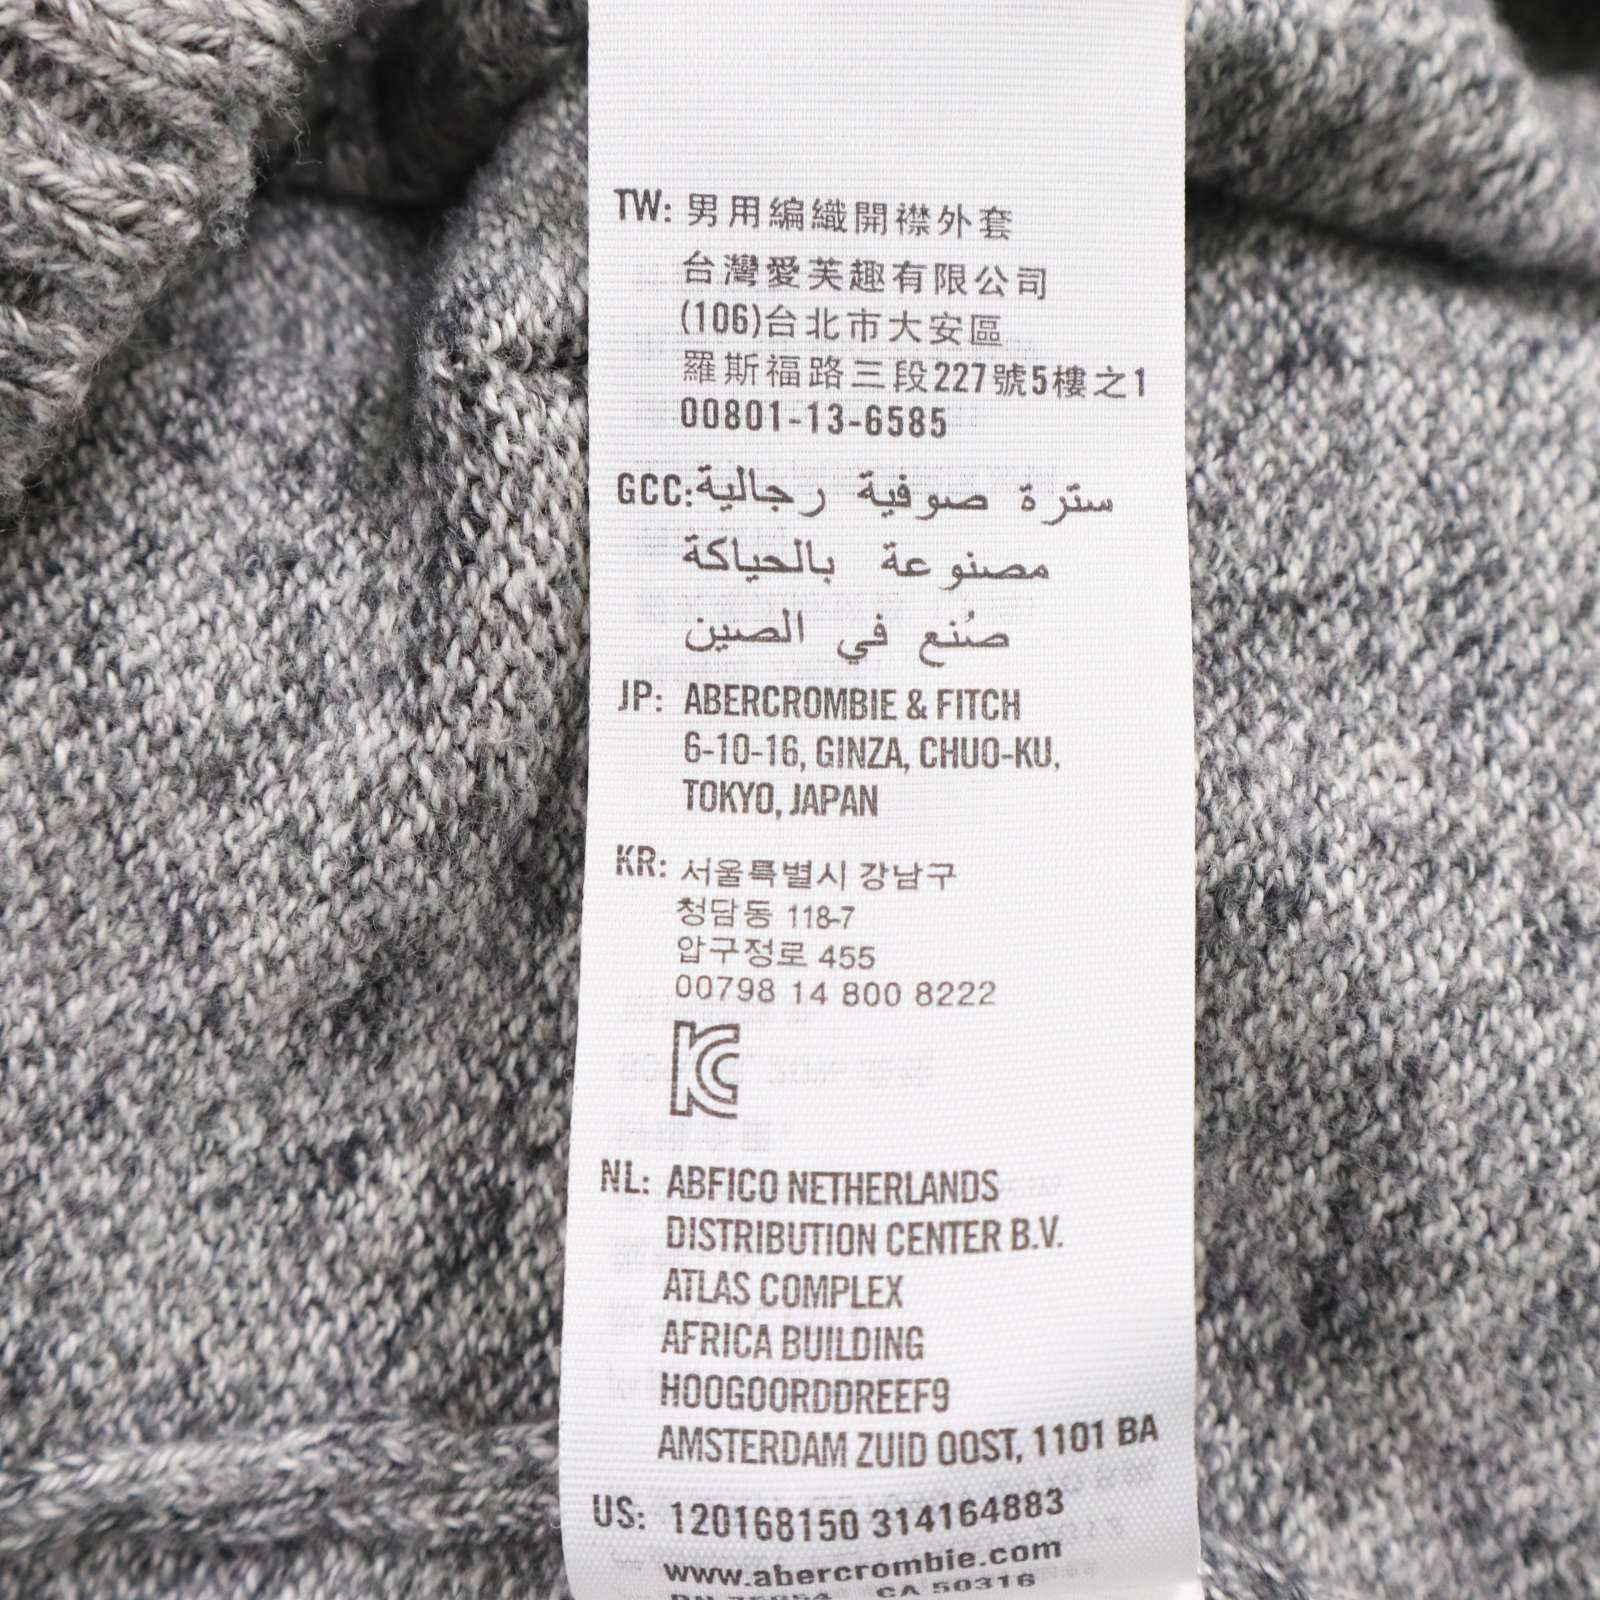 TW: 男用編織開襟外套
台灣愛芙趣有限公司
(106)台北市大安區
羅斯福路三段227號5樓之1
00801-13-6585
GCC: سترة صوفية رجالية
مصنوعة بالحياكة
صُنع في الصين
JP: ABERCROMBIE & FITCH
6-10-16, GINZA, CHUO-KU,
TOKYO, JAPAN
KR: 서울특별시 강남구
청담동 118-7
압구정로 455
00798 14 800 8222
KC
NL: ABFICO NETHERLANDS
DISTRIBUTION CENTER B.V.
ATLAS COMPLEX
AFRICA BUILDING
HOOGOORDDREEF9
AMSTERDAM ZUID OOST, 1101 BA
US: 120168150 314164883
www.abercrombie.com
CA 50316